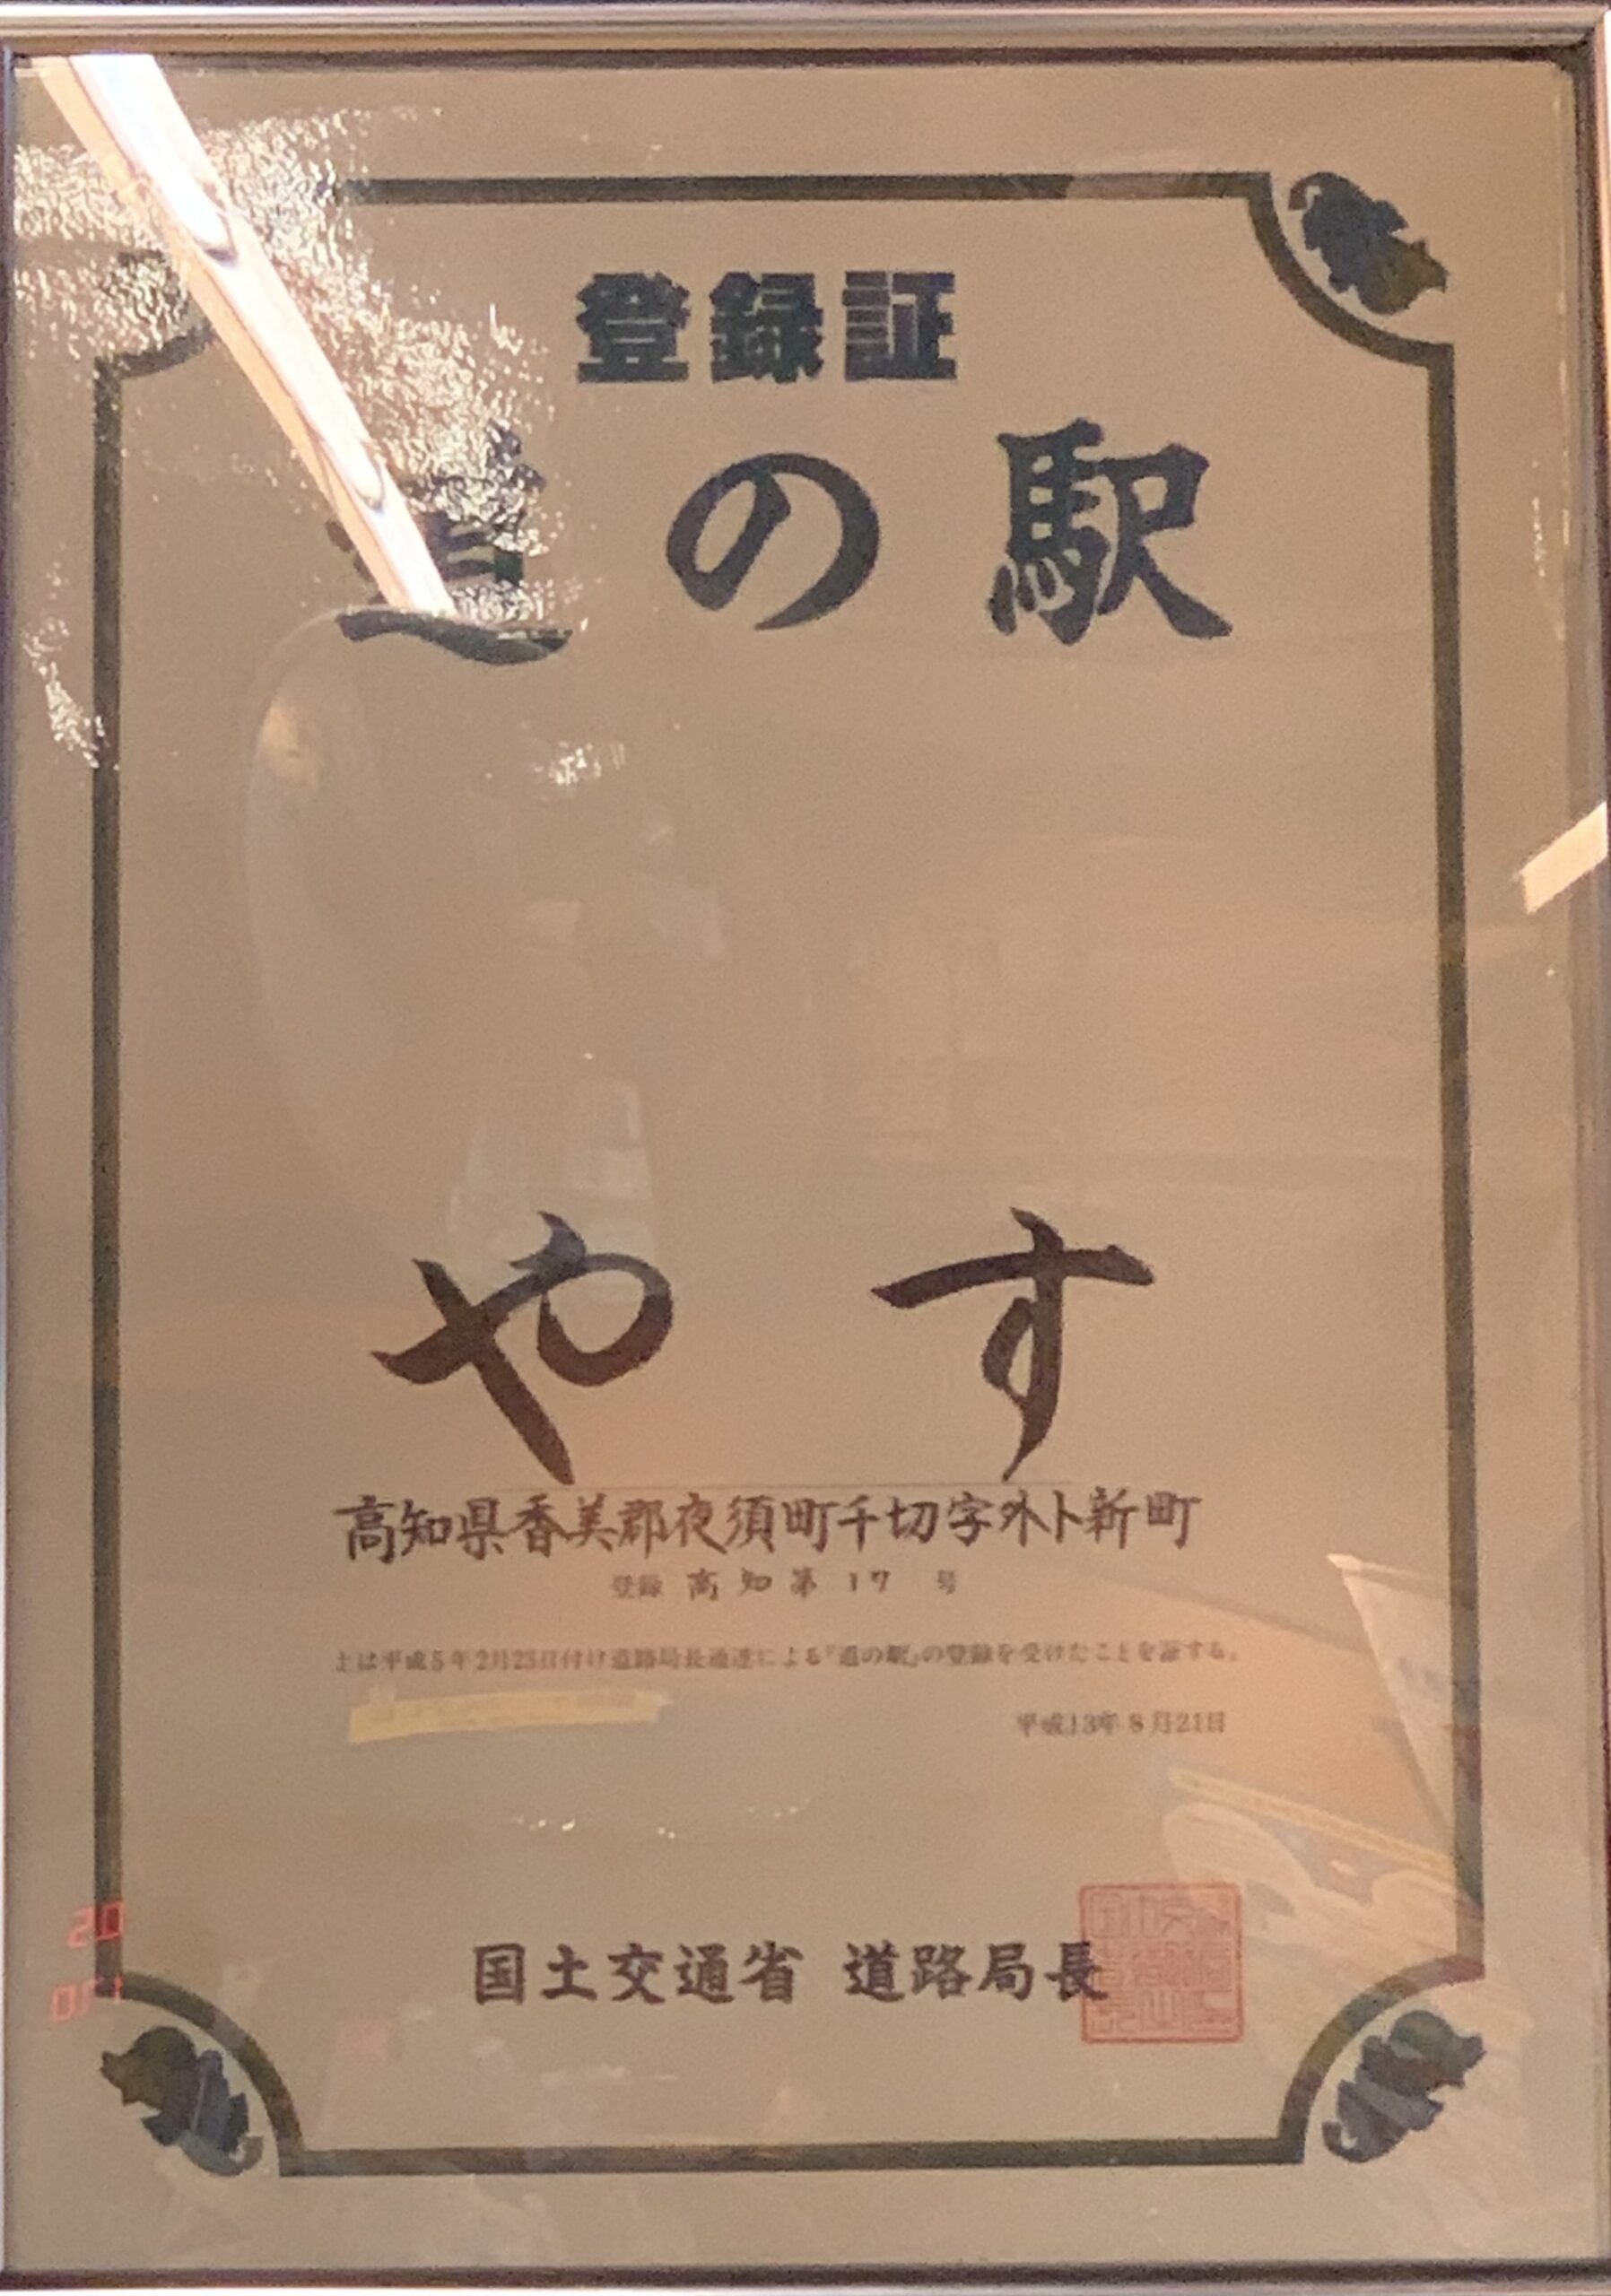 登録証
道の駅
やす
高知県香美郡夜須町千切字外ト新町
登録 高知第17 号
上は平成5年2月23日付け道路局長通達による『道の駅』の登録を受けたことを証する。
平成13年8月21日
国土交通省 道路局長